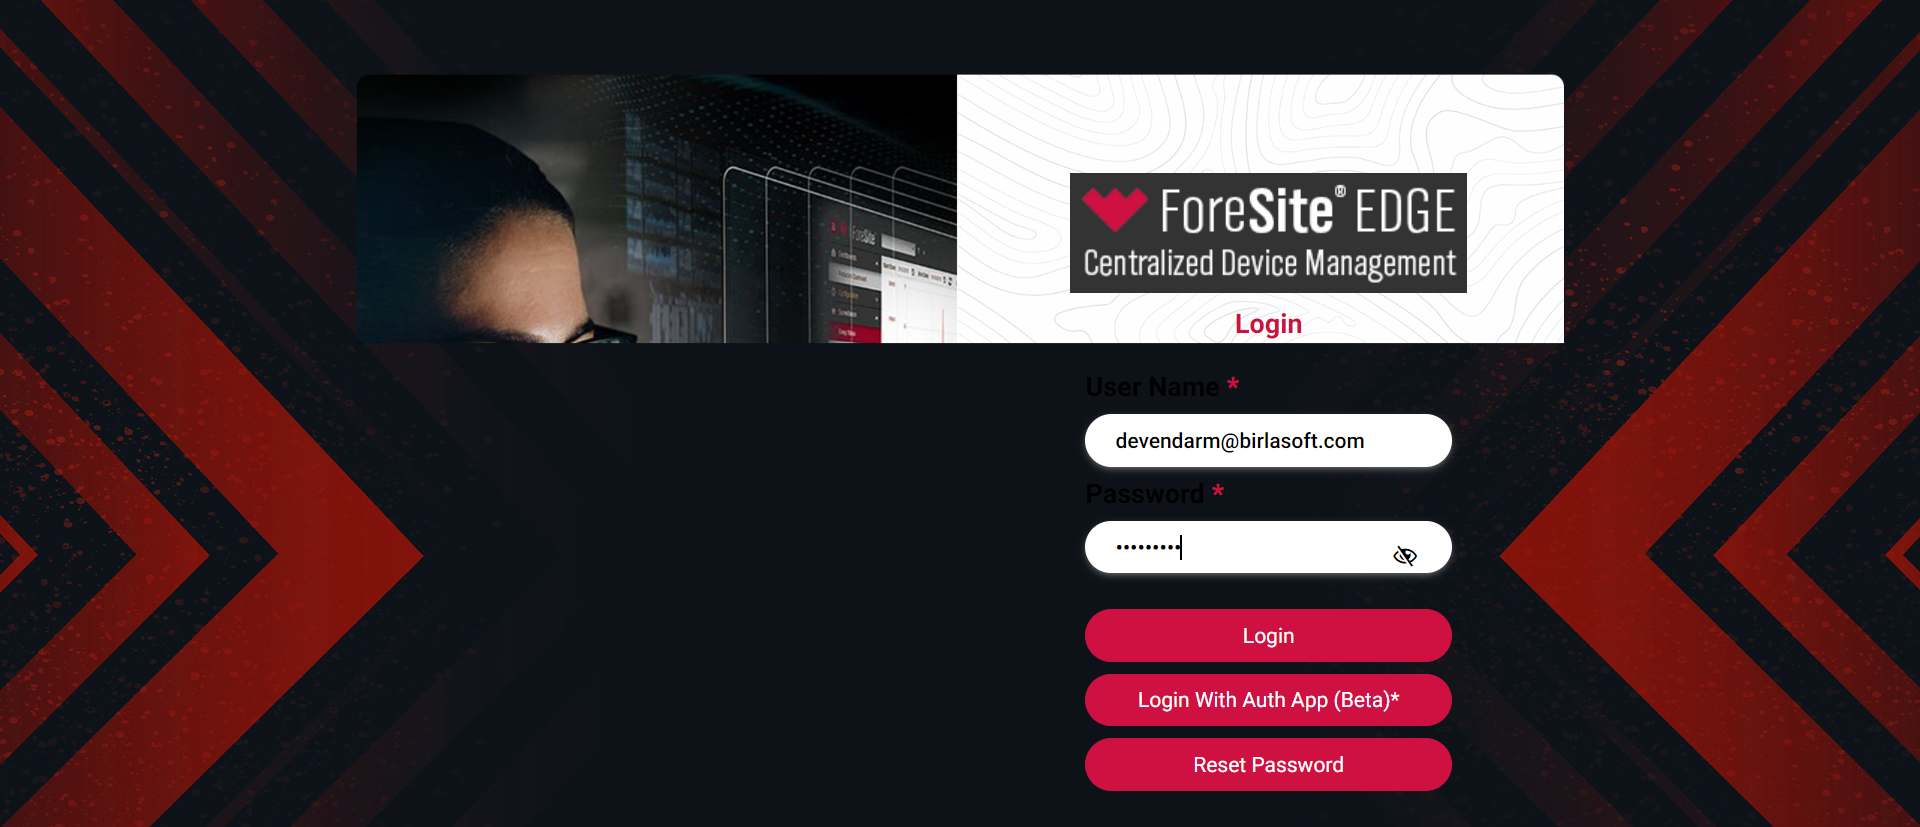 ForeSite
ForeSite® EDGE
Centralized Device Management
Login
User Name *
devendarm@birlasoft.com
Password *
•••••••••
Login
Login With Auth App (Beta)*
Reset Password